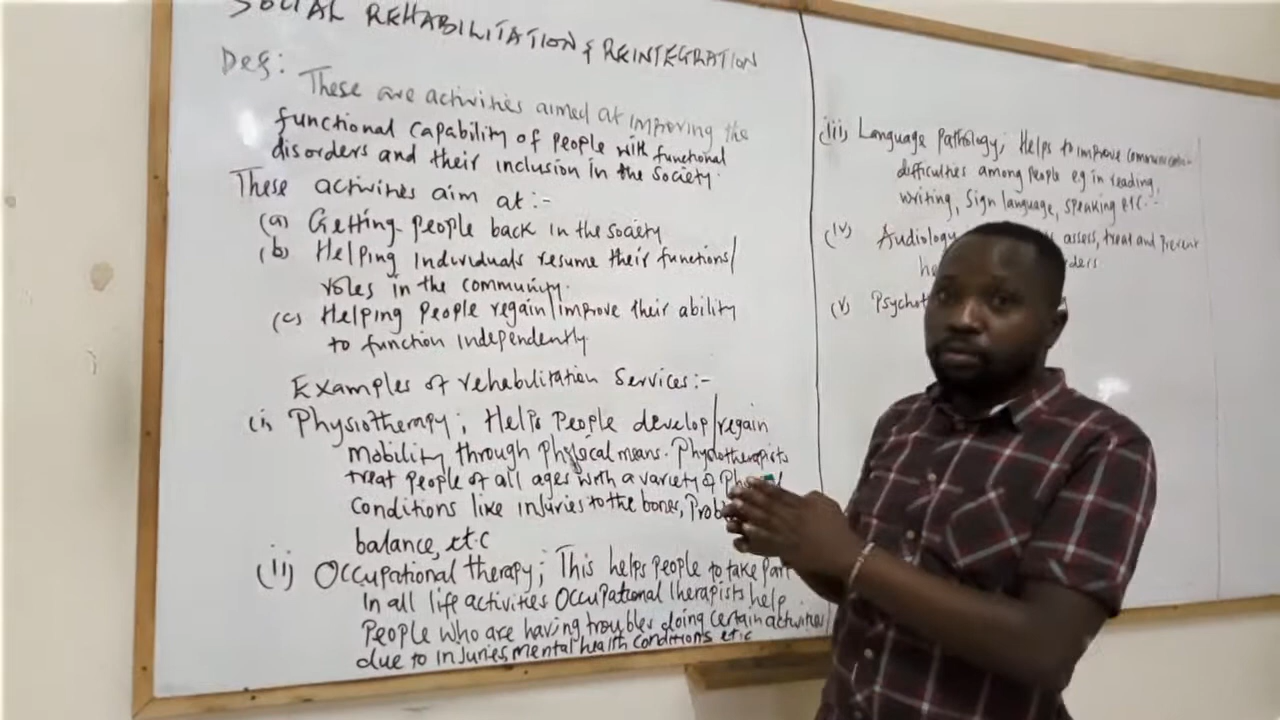 SOCIAL REHABILITATION & REINTEGRATION
Def:
These are activities aimed at improving the
functional capability of people with functional
disorders and their inclusion in the society.
These activities aim at:-
(a) Getting people back in the society
(b) Helping individuals resume their functions/
roles in the community.
(c) Helping people regain/improve their ability
to function independently
Examples of rehabilitation services:-
(i) Physiotherapy; Helps people develop/regain
mobility through physical means. Physiotherapists
treat people of all ages with a variety of
conditions like injuries to the bones,
balance, etc
(ii) Occupational therapy; This helps people to take part
in all life activities Occupational therapists help
people who are having troubles doing certain activities
due to injuries, mental health conditions etc
(iii) Language Pathology; Helps to improve
difficulties among people eg in reading,
writing, sign language, speaking etc.-
(iv) Audiology assess, treat and prevent
(v)